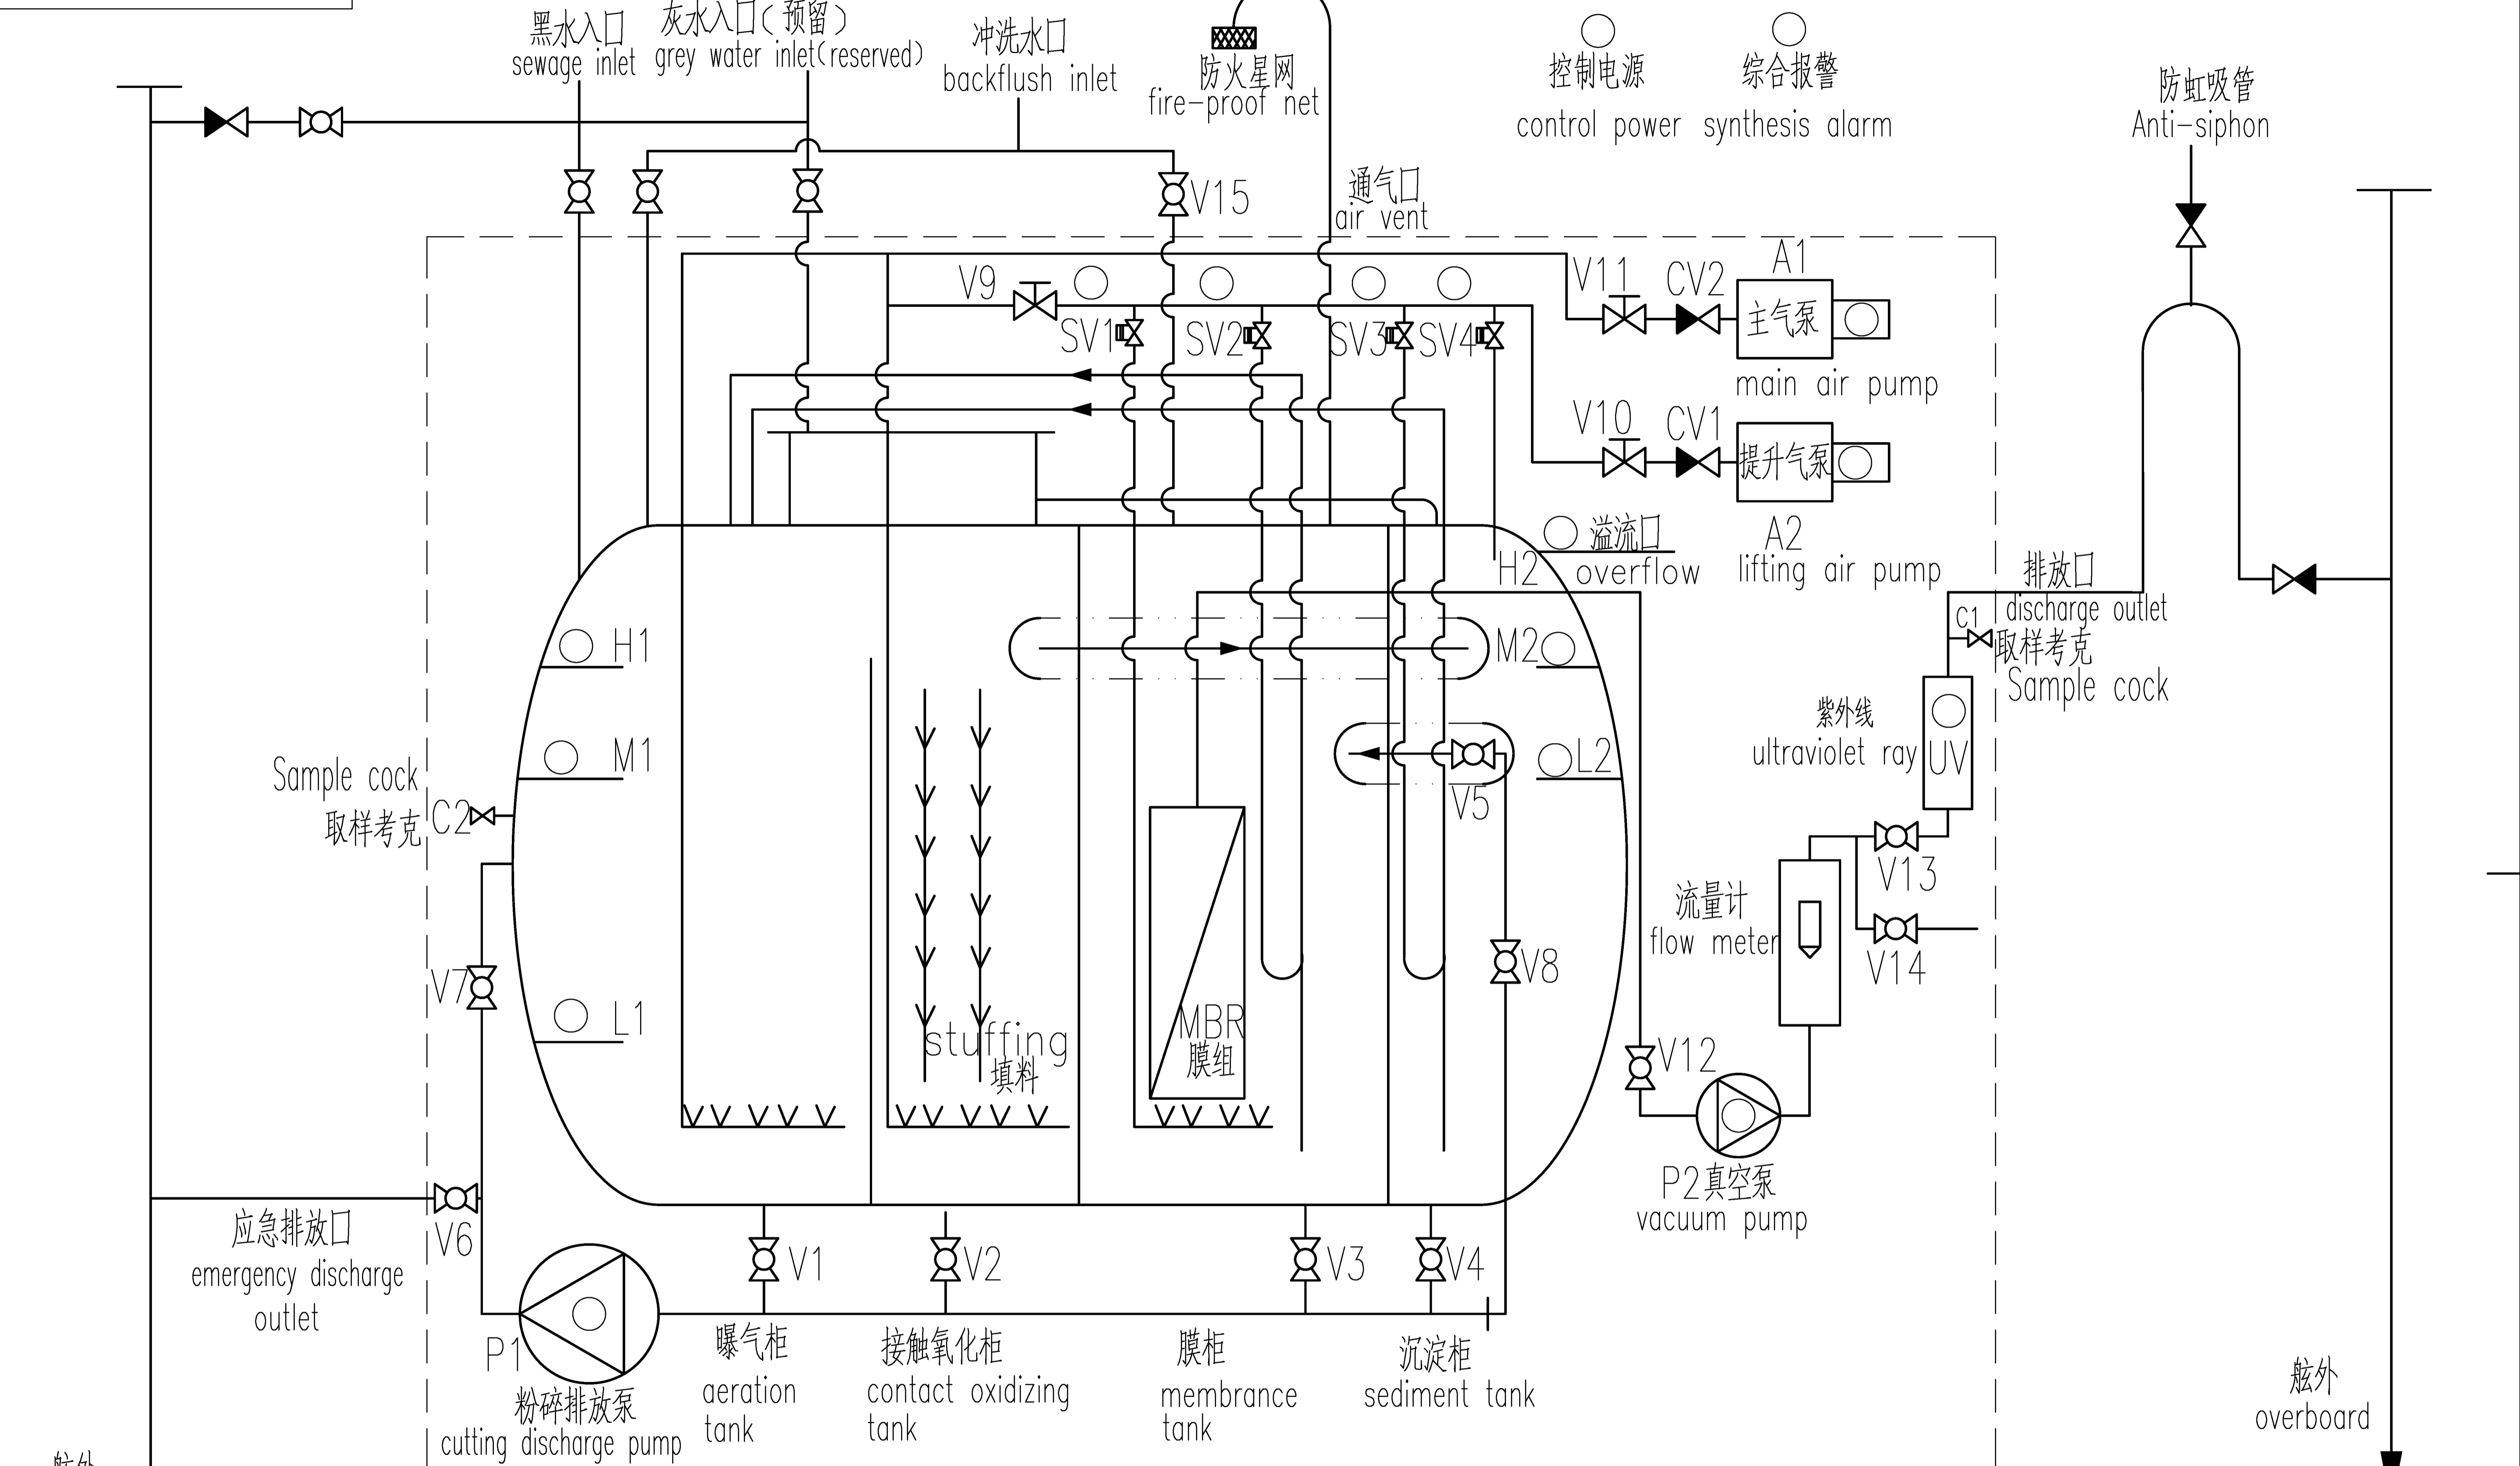 黑水入口
sewage inlet
灰水入口(预留)
grey water inlet(reserved)
冲洗水口
backflush inlet
防火星网
fire-proof net
控制电源
control power
综合报警
synthesis alarm
防虹吸管
Anti-siphon
通气口
air vent
V15
V9
SV1
SV2
SV3
SV4
V11
CV2
A1
主气泵
main air pump
V10
CV1
提升气泵
A2
lifting air pump
溢流口
overflow
H2
排放口
discharge outlet
C1
取样考克
Sample cock
H1
M2
M1
L2
V5
紫外线
ultraviolet ray
UV
Sample cock
取样考克
C2
V13
流量计
flow meter
V14
V7
V8
L1
stuffing
填料
MBR
膜组
V12
P2真空泵
vacuum pump
应急排放口
emergency discharge
outlet
V6
V1
V2
V3
V4
P1
粉碎排放泵
cutting discharge pump
曝气柜
aeration
tank
接触氧化柜
contact oxidizing
tank
膜柜
membrance
tank
沉淀柜
sediment tank
舷外
overboard